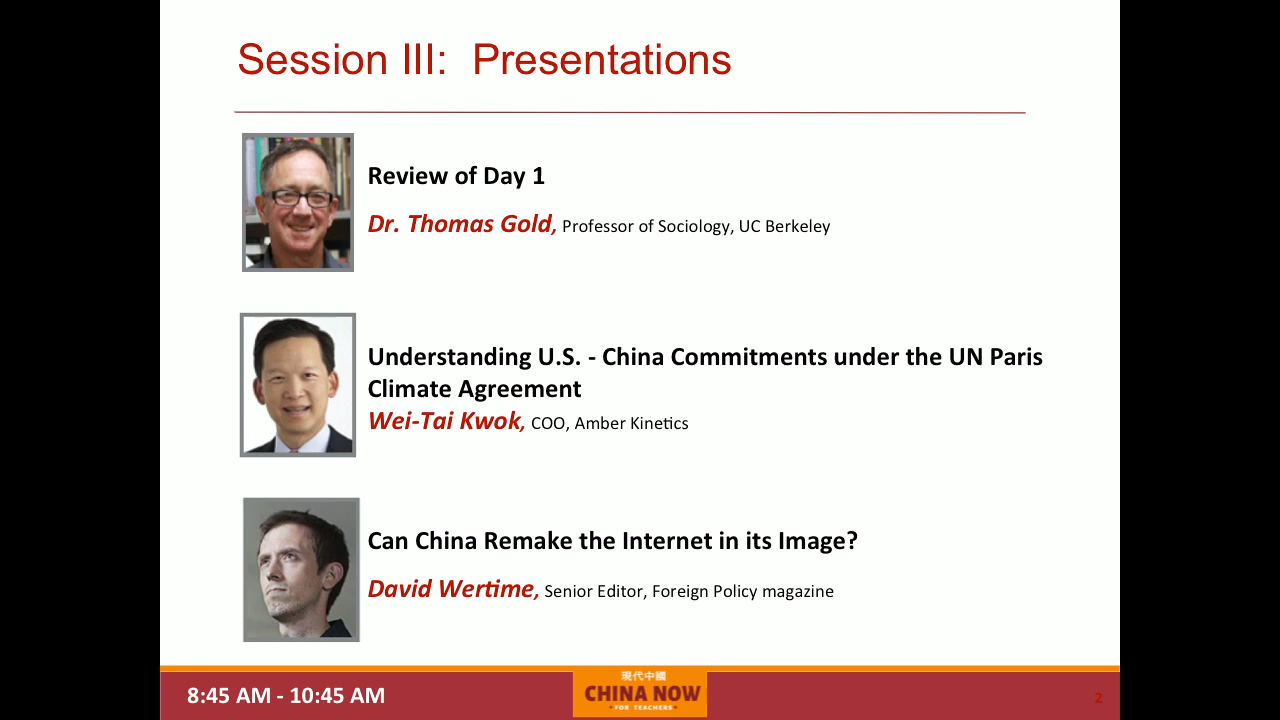 Session III:  Presentations
Review of Day 1
Dr. Thomas Gold, Professor of Sociology, UC Berkeley
Understanding U.S. - China Commitments under the UN Paris
Climate Agreement
Wei-Tai Kwok, COO, Amber Kinetics
Can China Remake the Internet in its Image?
David Wertime, Senior Editor, Foreign Policy magazine
8:45 AM - 10:45 AM
現代中國
CHINA NOW
FOR TEACHERS
2